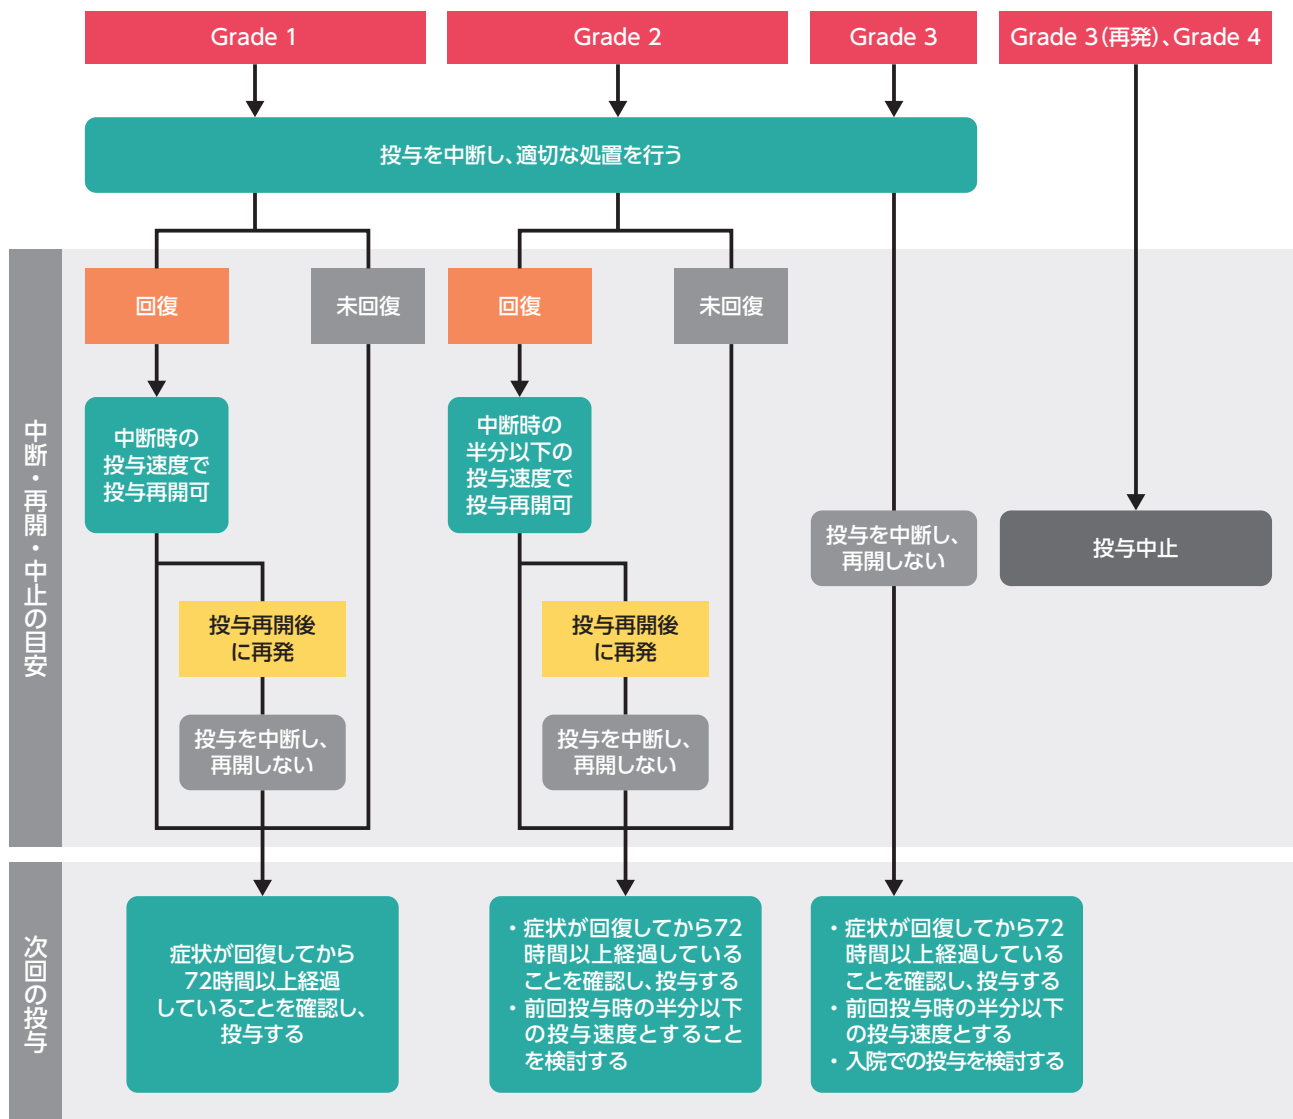 Grade 1
Grade 2
Grade 3
Grade 3(再発)、Grade 4
投与を中断し、適切な処置を行う
中断・再開・中止の目安
回復
未回復
回復
未回復
中断時の
投与速度で
投与再開可
中断時の
半分以下の
投与速度で
投与再開可
投与を中断し、
再開しない
投与中止
投与再開後
に再発
投与再開後
に再発
投与を中断し、
再開しない
投与を中断し、
再開しない
次回の投与
症状が回復してから
72時間以上経過
していることを確認し、
投与する
・症状が回復してから72
時間以上経過している
ことを確認し、投与する
・前回投与時の半分以下
の投与速度とすること
を検討する
・症状が回復してから72
時間以上経過している
ことを確認し、投与する
・前回投与時の半分以下
の投与速度とする
・入院での投与を検討する